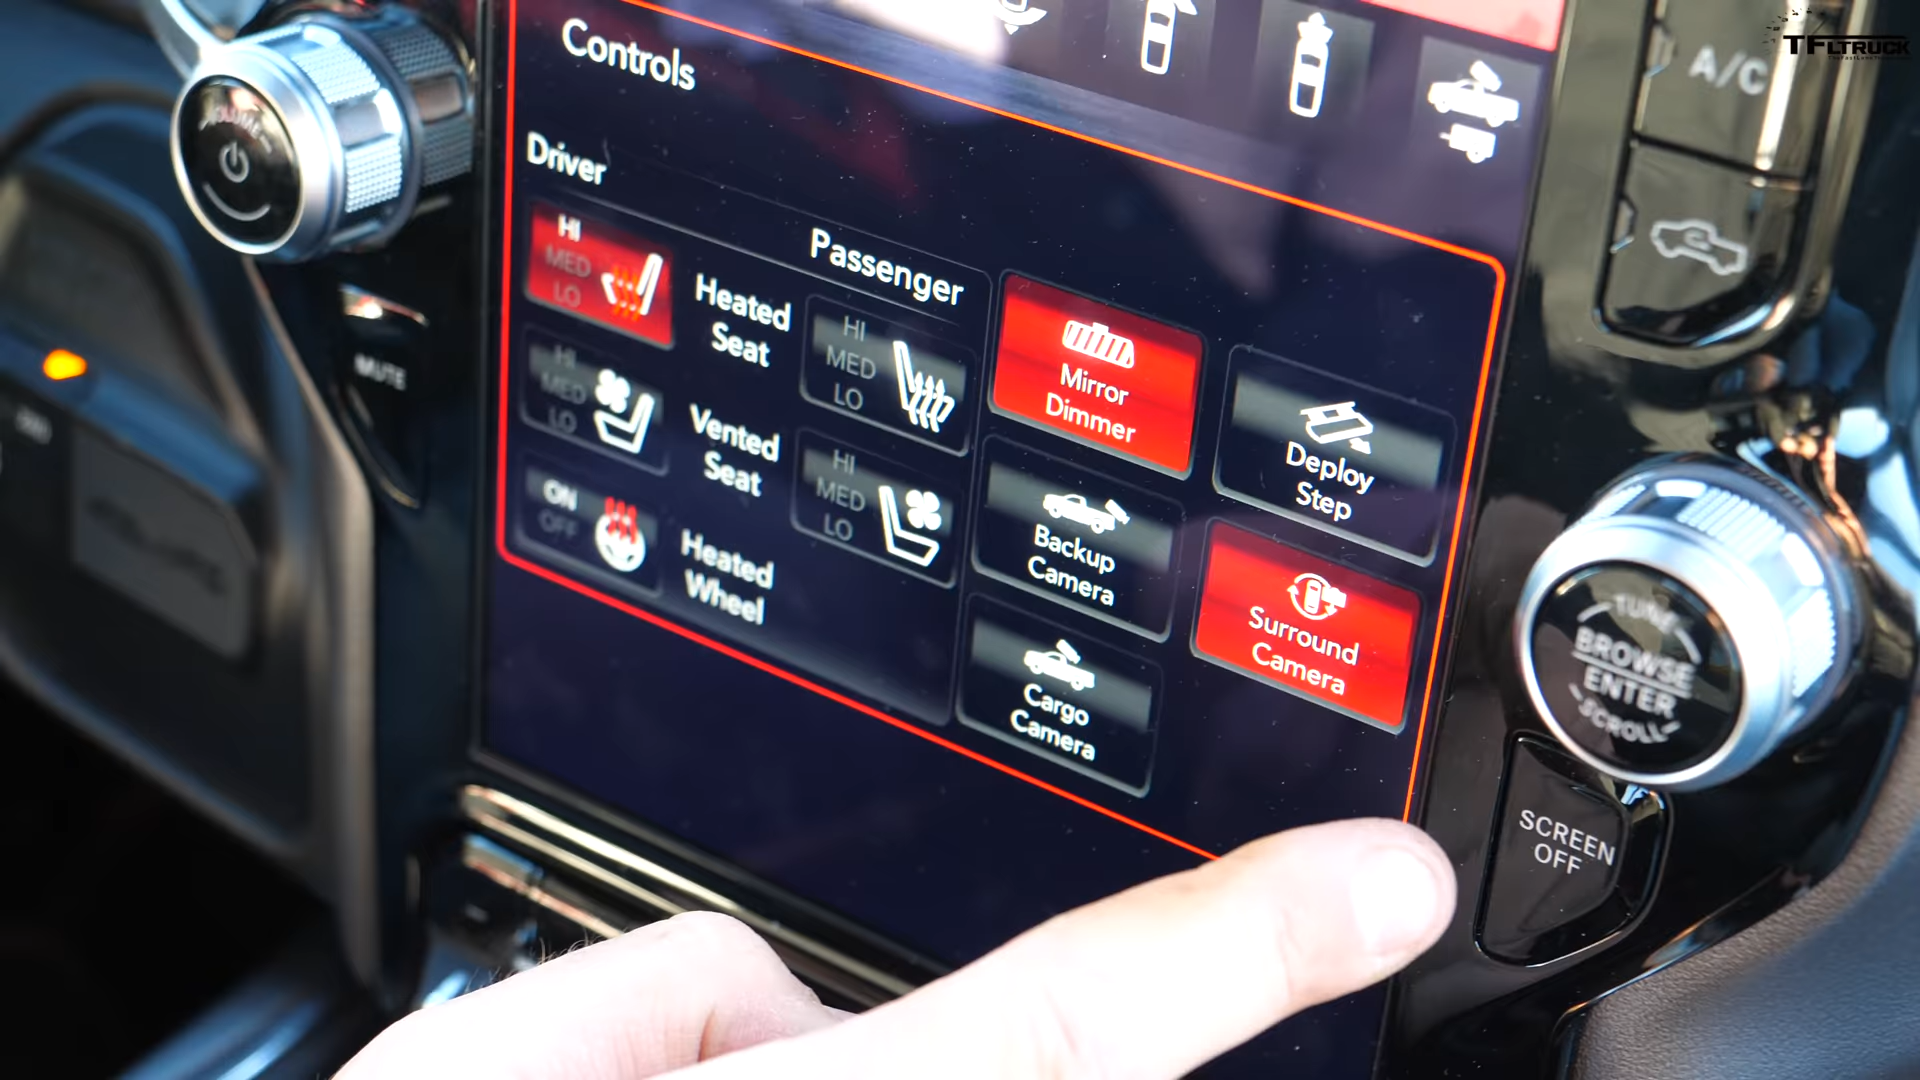 TFLTRUCK
A/C
Controls
VOLUME
Driver
Passenger
HI
MED
LO
Heated
Seat
HI
MED
LO
Mirror
Dimmer
Deploy
Step
MUTE
HI
MED
LO
Vented
Seat
HI
MED
LO
Backup
Camera
Surround
Camera
ON
OFF
Heated
Wheel
Cargo
Camera
TUNE
BROWSE
ENTER
SCROLL
SCREEN
OFF